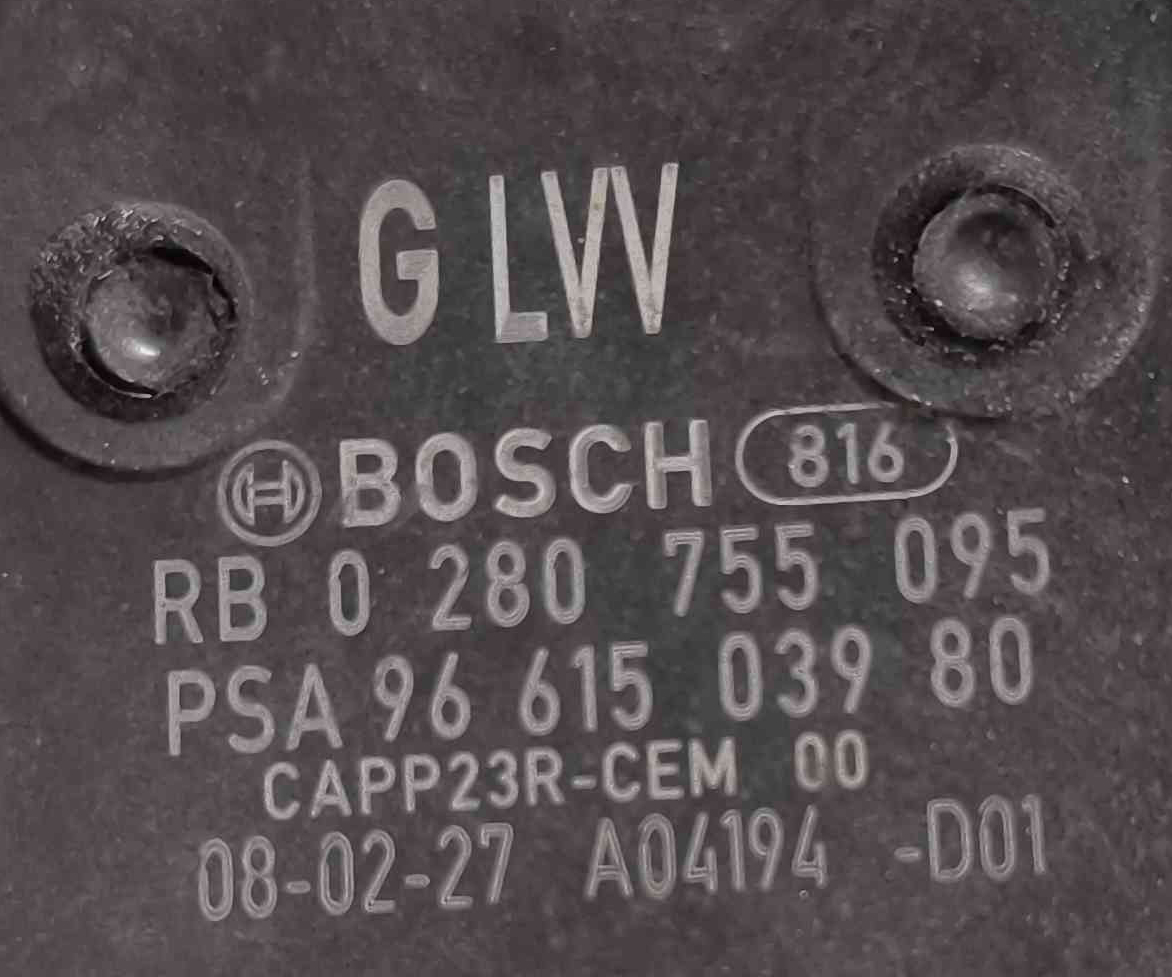 G LW
BOSCH 816
RB 0 280 755 095
PSA 96 615 039 80
CAPP23R-CEM 00
08-02-27 A04194 -D01